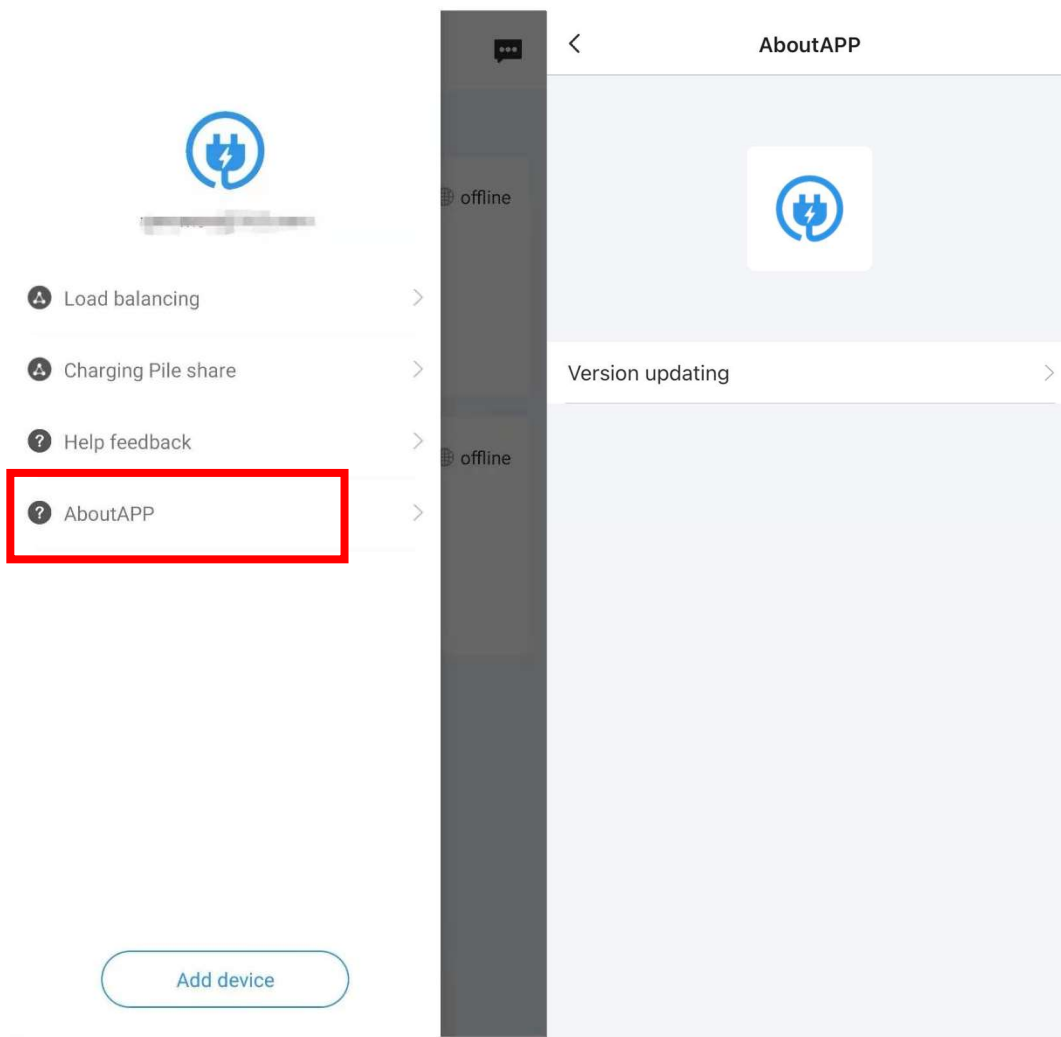 offline
Load balancing
Charging Pile share
Help feedback
offline
AboutAPP
Add device
AboutAPP
Version updating